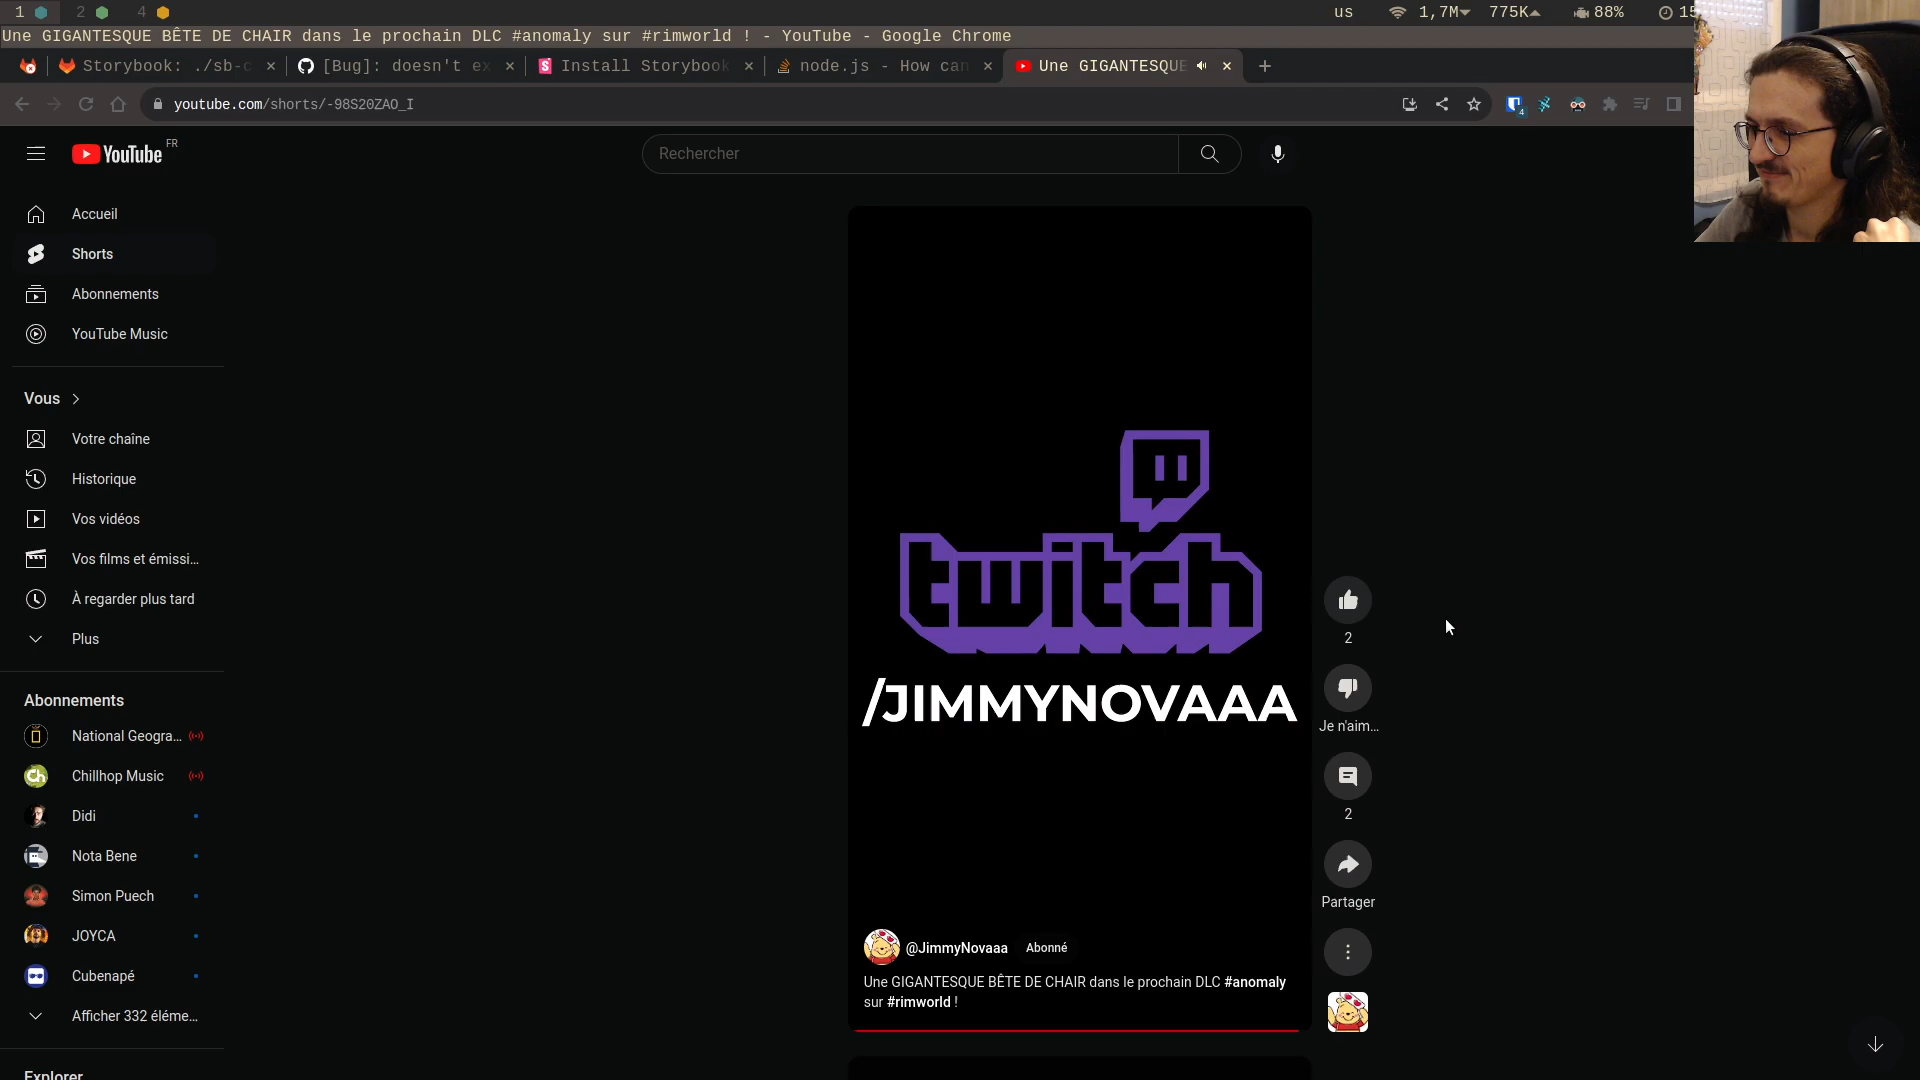 1 2 4 us 1,7M 775K 88% 15
Une GIGANTESQUE BÊTE DE CHAIR dans le prochain DLC #anomaly sur #rimworld ! - YouTube - Google Chrome
Storybook: ./sb-c [Bug]: doesn't ex Install Storybook node.js - How can Une GIGANTESQUE
youtube.com/shorts/-98S20ZAO_I
4
YouTube FR
Rechercher
Accueil
Shorts
Abonnements
YouTube Music
Vous
Votre chaîne
Historique
Vos vidéos
Vos films et émissi...
À regarder plus tard
Plus
Abonnements
National Geogra...
Chillhop Music
Didi
Nota Bene
Simon Puech
JOYCA
Cubenapé
Afficher 332 éléme...
Explorer
twitch
/JIMMYNOVAAA
@JimmyNovaaa Abonné
Une GIGANTESQUE BÊTE DE CHAIR dans le prochain DLC #anomaly
sur #rimworld !
2
Je n'aim...
2
Partager